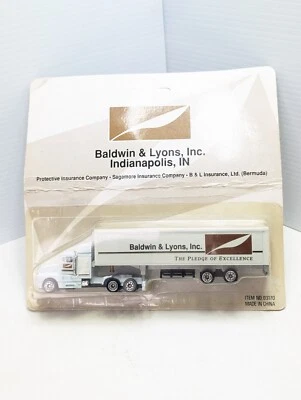 Baldwin & Lyons, Inc.
Indianapolis, IN
Protective Insurance Company - Sagamore Insurance Company - B & L Insurance, Ltd. (Bermuda)
Baldwin & Lyons, Inc.
THE PLEDGE OF EXCELLENCE
MADE IN CHINA